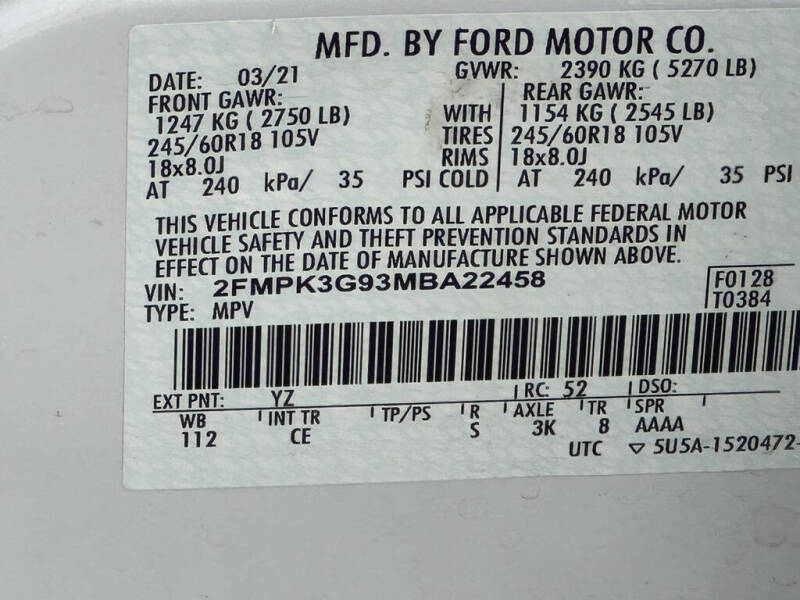 MFD. BY FORD MOTOR CO.
DATE: 03/21 GVWR: 2390 KG ( 5270 LB)
FRONT GAWR: REAR GAWR:
1247 KG ( 2750 LB) WITH 1154 KG ( 2545 LB)
245/60R18 105V TIRES 245/60R18 105V
18x8.0J RIMS 18x8.0J
AT 240 kPa/ 35 PSI COLD AT 240 kPa/ 35 PSI
THIS VEHICLE CONFORMS TO ALL APPLICABLE FEDERAL MOTOR
VEHICLE SAFETY AND THEFT PREVENTION STANDARDS IN
EFFECT ON THE DATE OF MANUFACTURE SHOWN ABOVE.
VIN: 2FMPK3G93MBA22458 F0128
TYPE: MPV T0384
EXT PNT: YZ RC: 52 DSO:
WB INT TR TP/PS R AXLE TR SPR
112 CE S 3K 8 AAAA
UTC ▽ 5U5A-1520472-